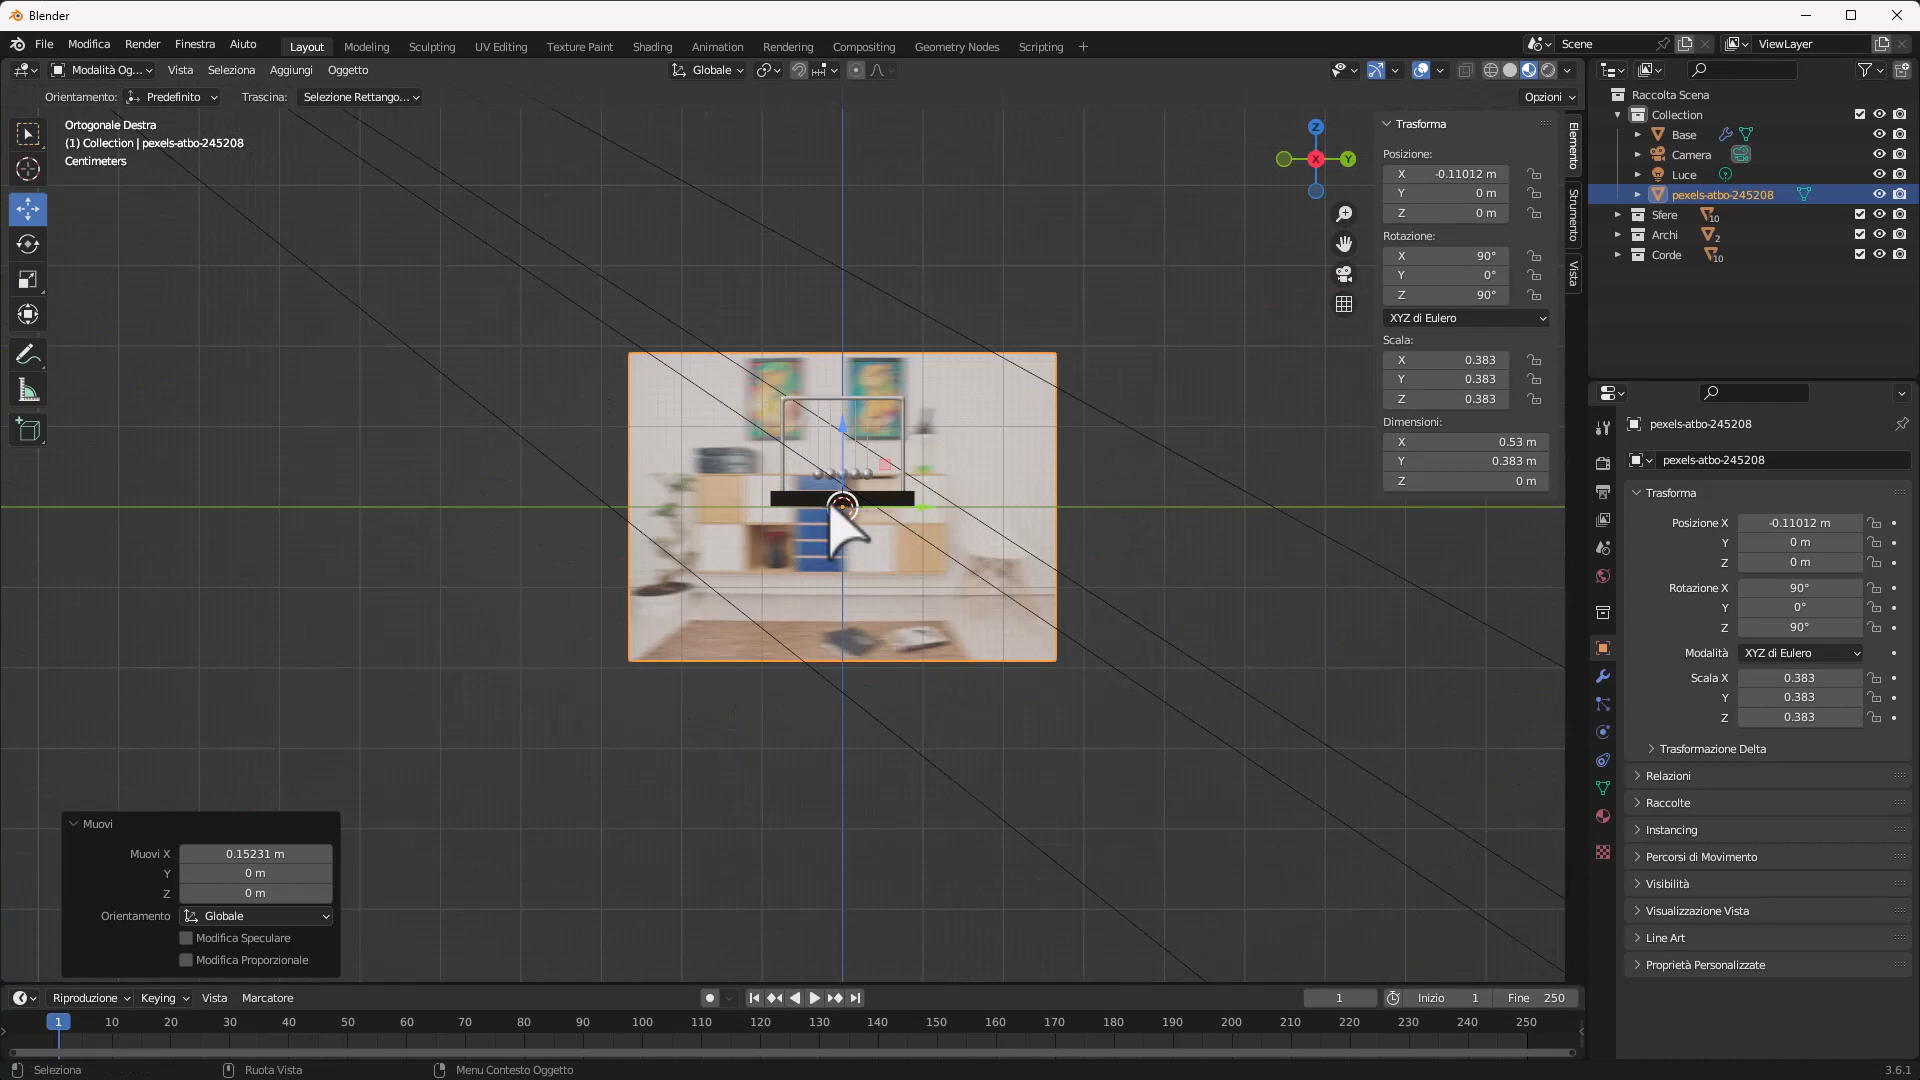 Blender
File Modifica Render Finestra Aiuto
Layout Modeling Sculpting UV Editing Texture Paint Shading Animation Rendering Compositing Geometry Nodes Scripting +
Scene ViewLayer
Modalità Og... Vista Seleziona Aggiungi Oggetto
Globale
Orientamento: Predefinito Trascina: Selezione Rettango...
Opzioni
Ortogonale Destra
(1) Collection | pexels-atbo-245208
Centimeters
Z
X
Y
Trasforma
Posizione:
X -0.11012 m
Y 0 m
Z 0 m
Rotazione:
X 90°
Y 0°
Z 90°
XYZ di Eulero
Scala:
X 0.383
Y 0.383
Z 0.383
Dimensioni:
X 0.53 m
Y 0.383 m
Z 0 m
Elemento
Strumento
Vista
Raccolta Scena
Collection
Base
Camera
Luce
pexels-atbo-245208
Sfere 10
Archi 2
Corde 10
pexels-atbo-245208
pexels-atbo-245208
Trasforma
Posizione X -0.11012 m
Y 0 m
Z 0 m
Rotazione X 90°
Y 0°
Z 90°
Modalità XYZ di Eulero
Scala X 0.383
Y 0.383
Z 0.383
Trasformazione Delta
Relazioni
Raccolte
Instancing
Percorsi di Movimento
Visibilità
Visualizzazione Vista
Line Art
Proprietà Personalizzate
Muovi
Muovi X 0.15231 m
Y 0 m
Z 0 m
Orientamento Globale
Modifica Speculare
Modifica Proporzionale
Riproduzione Keying Vista Marcatore
1 Inizio 1 Fine 250
1 10 20 30 40 50 60 70 80 90 100 110 120 130 140 150 160 170 180 190 200 210 220 230 240 250
Seleziona Ruota Vista Menu Contesto Oggetto
3.6.1